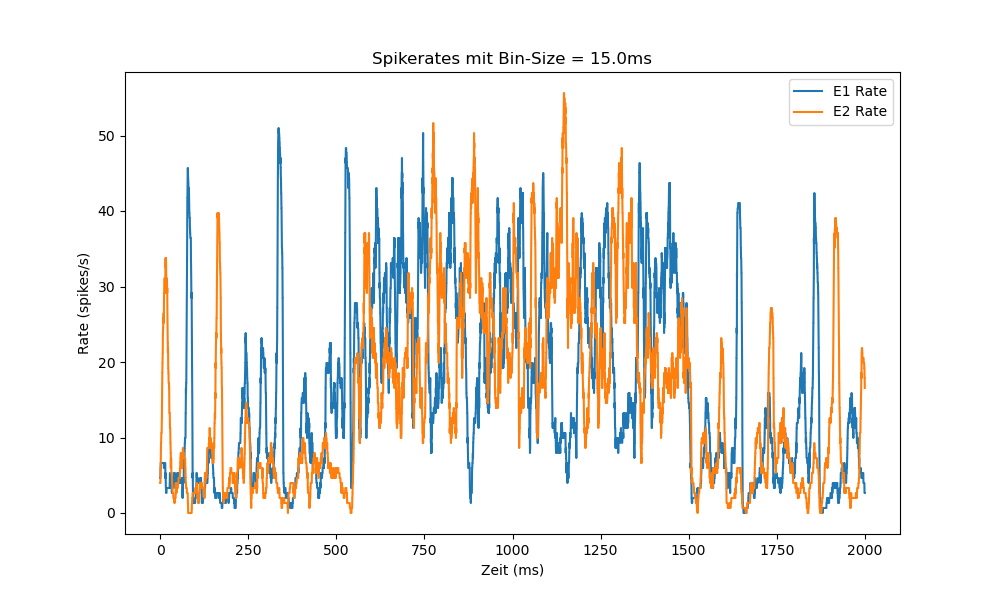 Spikerates mit Bin-Size = 15.0ms
E1 Rate
E2 Rate
Rate (spikes/s)
50
40
30
20
10
0
0 250 500 750 1000 1250 1500 1750 2000
Zeit (ms)